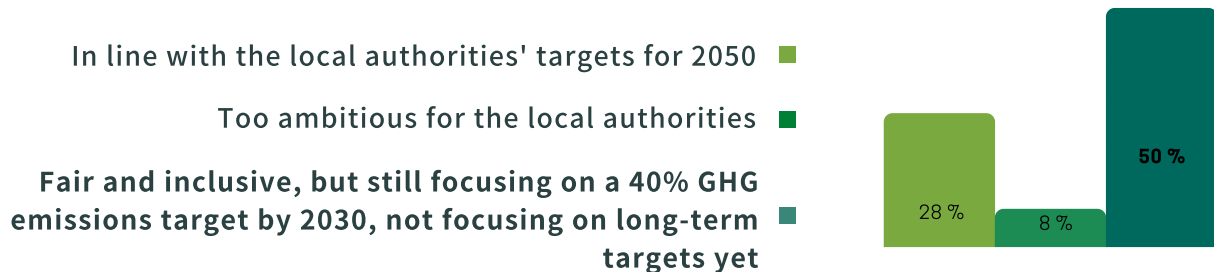 In line with the local authorities' targets for 2050
Too ambitious for the local authorities
Fair and inclusive, but still focusing on a 40% GHG
emissions target by 2030, not focusing on long-term
targets yet
28 %
8 %
50 %